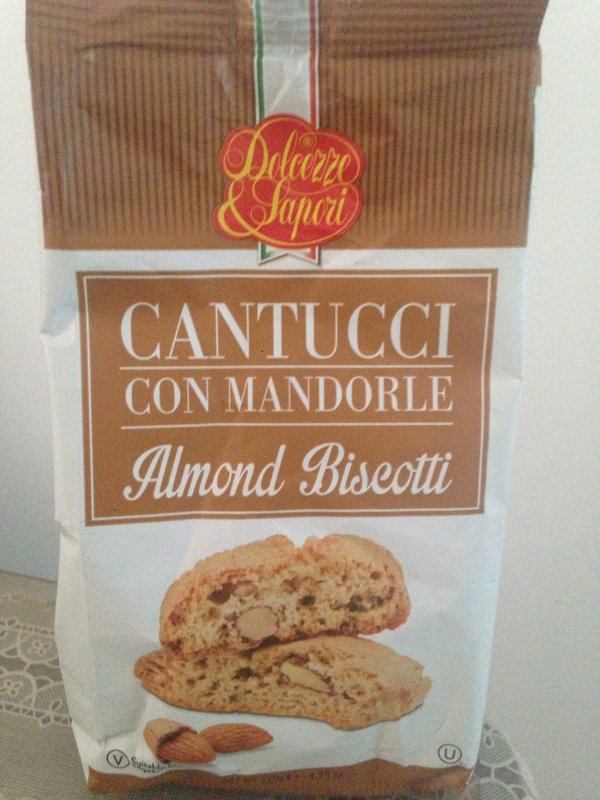 Dolcezze
& Sapori
CANTUCCI
CON MANDORLE
Almond Biscotti
V
U